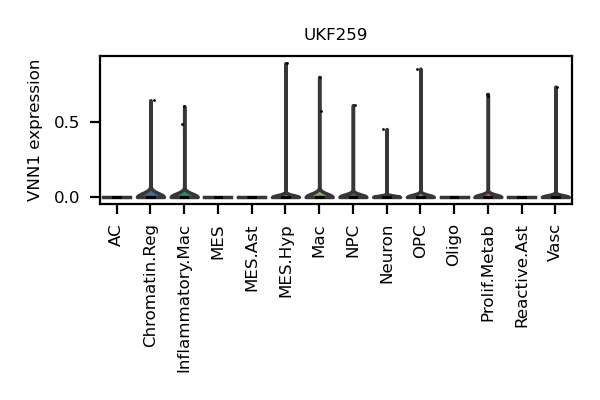 UKF259
VNN1 expression
0.5
0.0
AC
Chromatin.Reg
Inflammatory.Mac
MES
MES.Ast
MES.Hyp
Mac
NPC
Neuron
OPC
Oligo
Prolif.Metab
Reactive.Ast
Vasc